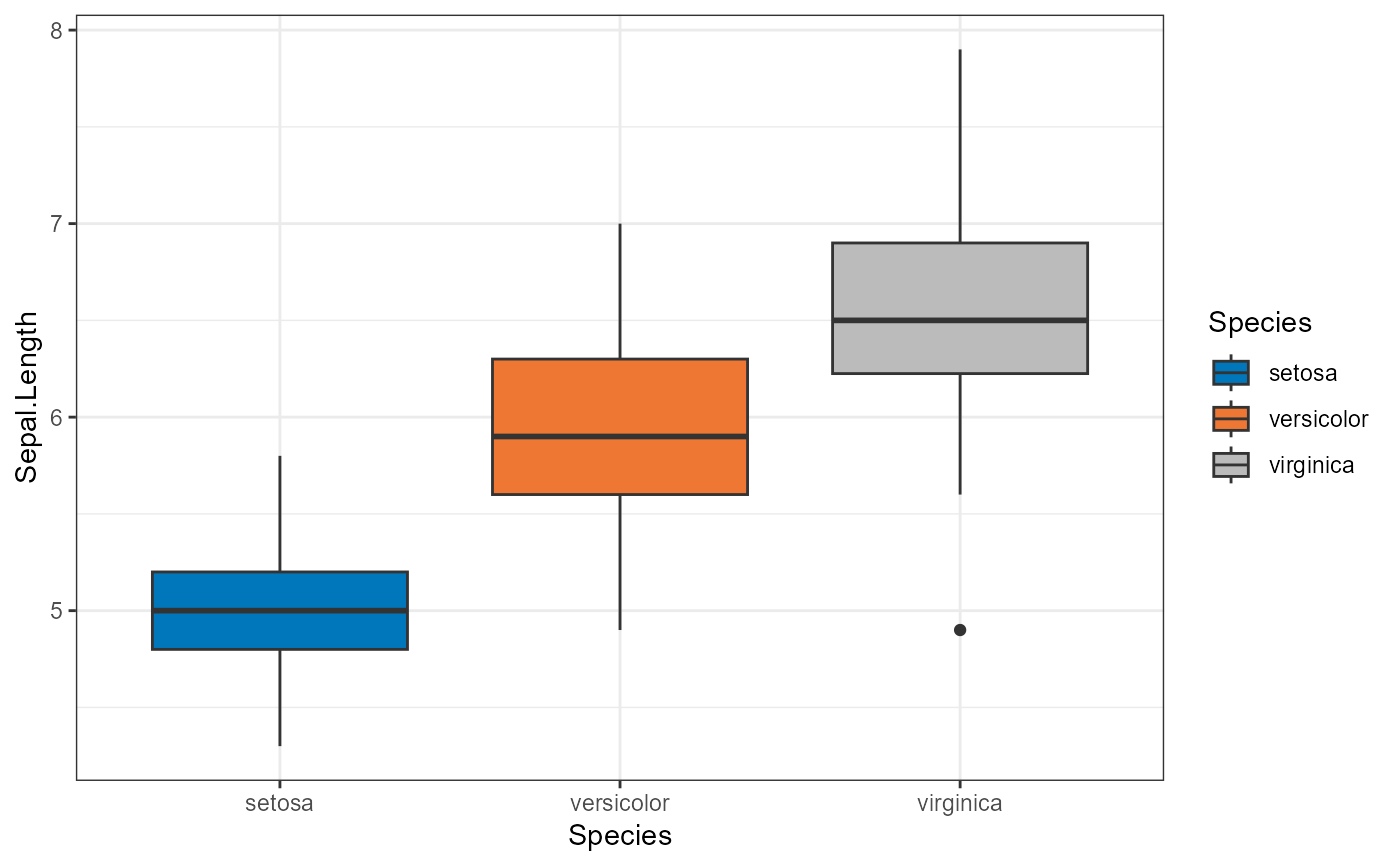 Sepal.Length
8
7
6
5
setosa versicolor virginica
Species
Species
setosa
versicolor
virginica